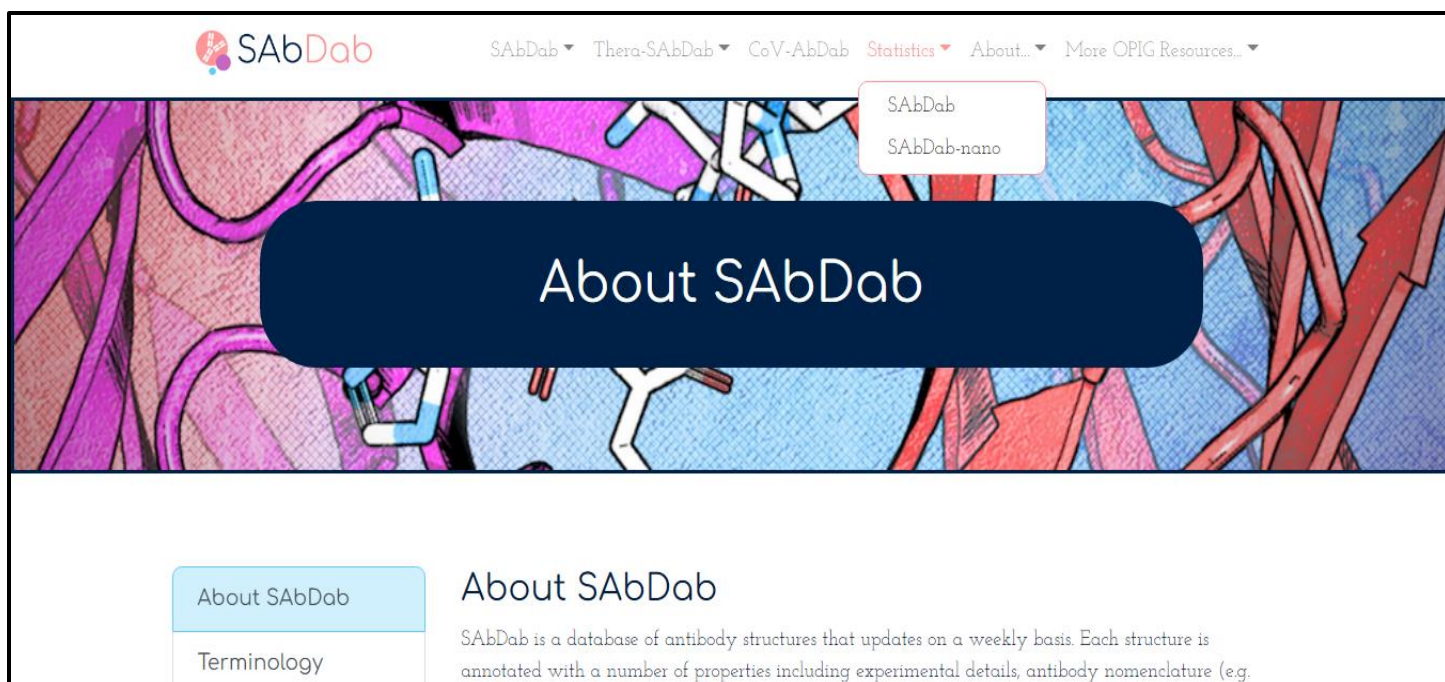 SAbDab
SAbDab Thera-SAbDab CoV-AbDab Statistics About... More OPIG Resources...
SAbDab
SAbDab-nano
About SAbDab
About SAbDab
Terminology
About SAbDab
SAbDab is a database of antibody structures that updates on a weekly basis. Each structure is
annotated with a number of properties including experimental details, antibody nomenclature (e.g.